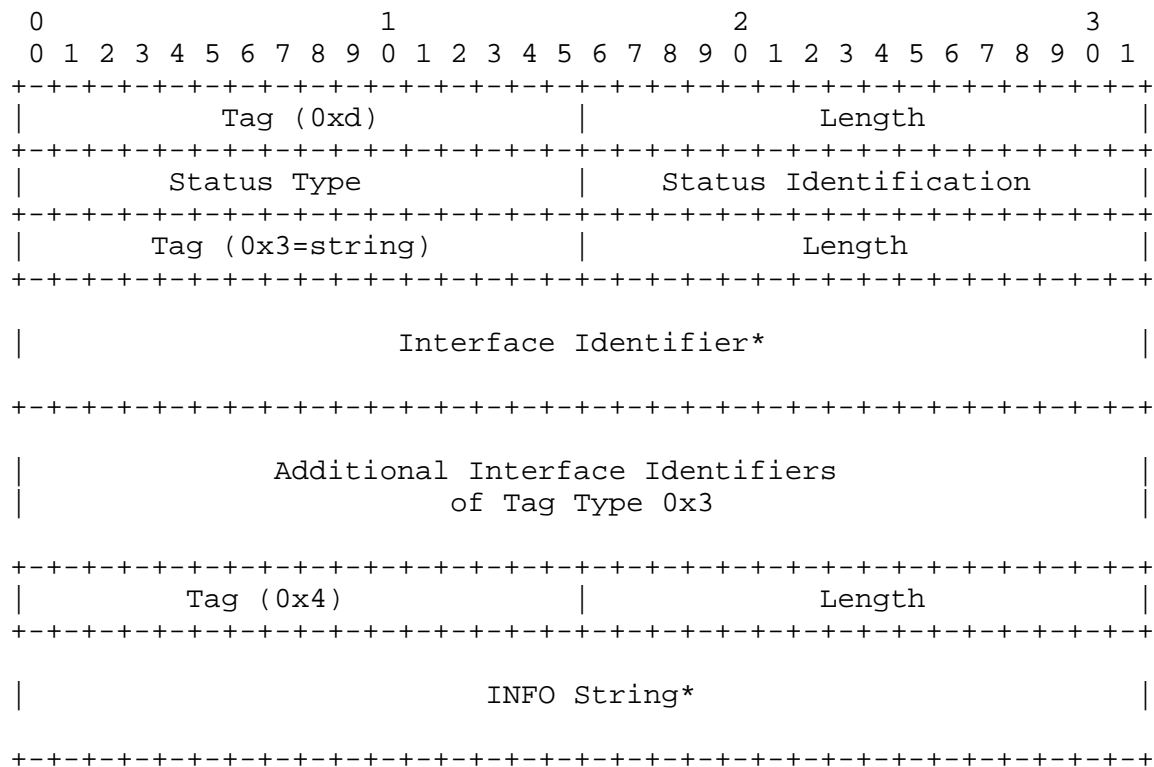 0                   1                   2                   3
 0 1 2 3 4 5 6 7 8 9 0 1 2 3 4 5 6 7 8 9 0 1 2 3 4 5 6 7 8 9 0 1
+-+-+-+-+-+-+-+-+-+-+-+-+-+-+-+-+-+-+-+-+-+-+-+-+-+-+-+-+-+-+-+-+
|           Tag (0xd)           |             Length            |
+-+-+-+-+-+-+-+-+-+-+-+-+-+-+-+-+-+-+-+-+-+-+-+-+-+-+-+-+-+-+-+-+
|        Status Type            |    Status Identification      |
+-+-+-+-+-+-+-+-+-+-+-+-+-+-+-+-+-+-+-+-+-+-+-+-+-+-+-+-+-+-+-+-+
|       Tag (0x3=string)        |            Length             |
+-+-+-+-+-+-+-+-+-+-+-+-+-+-+-+-+-+-+-+-+-+-+-+-+-+-+-+-+-+-+-+-+
|                     Interface Identifier*                     |
+-+-+-+-+-+-+-+-+-+-+-+-+-+-+-+-+-+-+-+-+-+-+-+-+-+-+-+-+-+-+-+-+
|              Additional Interface Identifiers                 |
|                        of Tag Type 0x3                        |
+-+-+-+-+-+-+-+-+-+-+-+-+-+-+-+-+-+-+-+-+-+-+-+-+-+-+-+-+-+-+-+-+
|         Tag (0x4)             |             Length            |
+-+-+-+-+-+-+-+-+-+-+-+-+-+-+-+-+-+-+-+-+-+-+-+-+-+-+-+-+-+-+-+-+
|                          INFO String*                         |
+-+-+-+-+-+-+-+-+-+-+-+-+-+-+-+-+-+-+-+-+-+-+-+-+-+-+-+-+-+-+-+-+